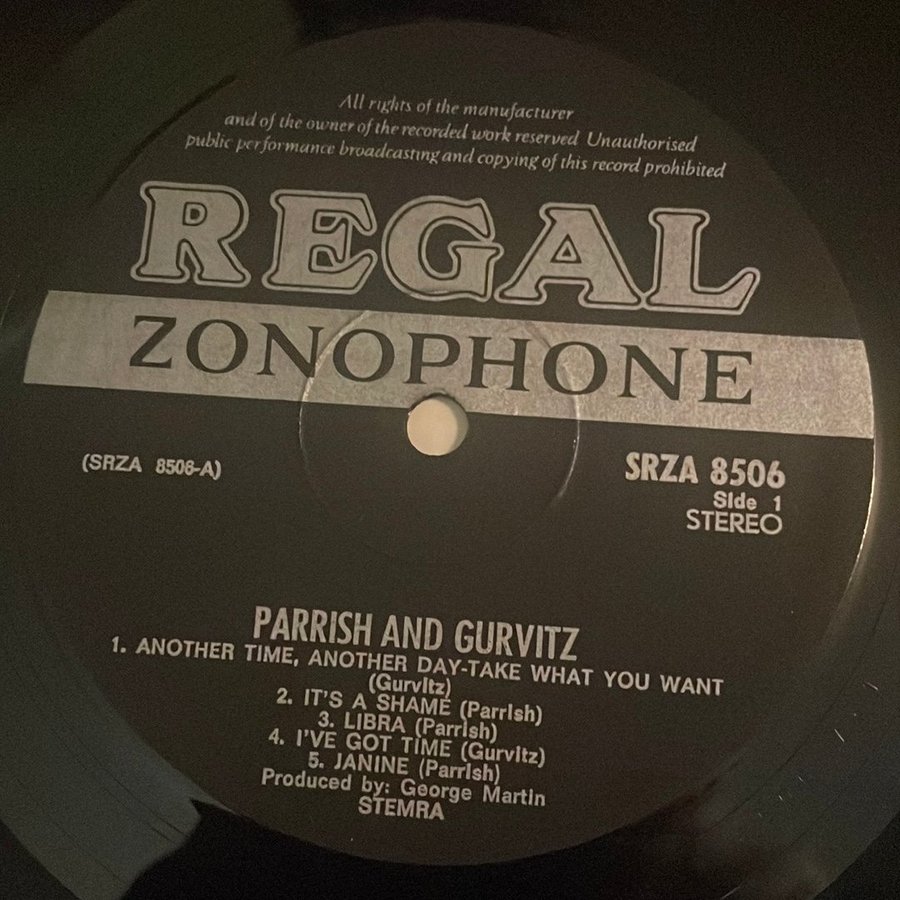 All rights of the manufacturer
and of the owner of the recorded work reserved Unauthorised
public performance broadcasting and copying of this record prohibited
REGAL
ZONOPHONE
(SRZA 8506-A)
SRZA 8506
Side 1
STEREO
PARRISH AND GURVITZ
1. ANOTHER TIME, ANOTHER DAY-TAKE WHAT YOU WANT
(Gurvitz)
2. IT'S A SHAME (Parrish)
3. LIBRA (Parrish)
4. I'VE GOT TIME (Gurvitz)
5. JANINE (Parrish)
Produced by: George Martin
STEMRA